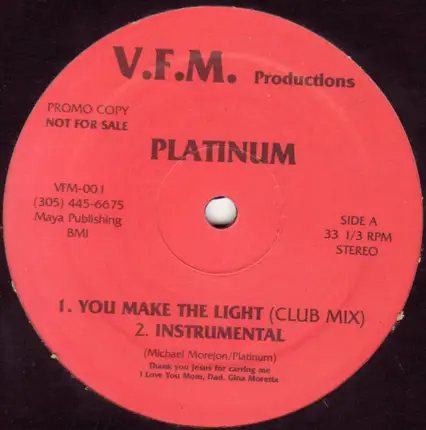 V.F.M. Productions
PROMO COPY
NOT FOR SALE
PLATINUM
VFM-001
(305) 445-6675
Maya Publishing
BMI
SIDE A
33 1/3 RPM
STEREO
1. YOU MAKE THE LIGHT (CLUB MIX)
2. INSTRUMENTAL
(Michael Morejon/Platinum)
Thank you Jesus for carring me
I Love You Mom, Dad, Gina Moretta